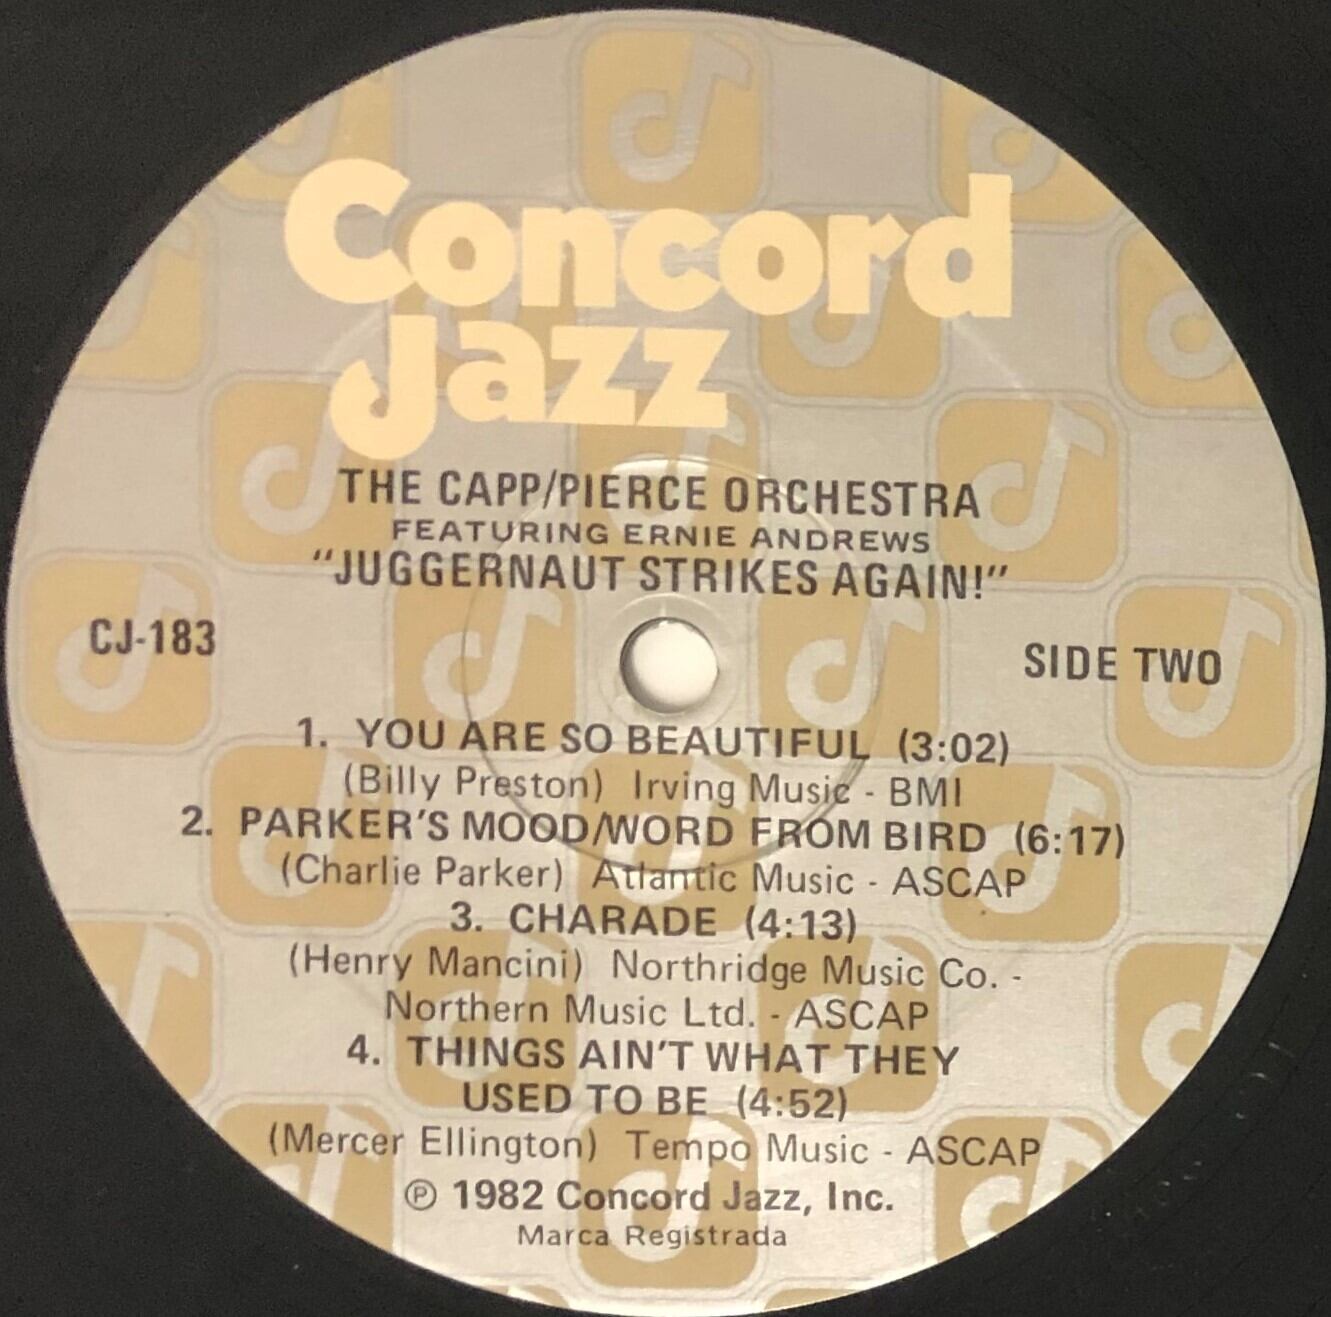 Concord
Jazz
THE CAPP/PIERCE ORCHESTRA
FEATURING ERNIE ANDREWS
"JUGGERNAUT STRIKES AGAIN!"
CJ-183
SIDE TWO
1. YOU ARE SO BEAUTIFUL (3:02)
(Billy Preston) Irving Music - BMI
2. PARKER'S MOOD/WORD FROM BIRD (6:17)
(Charlie Parker) Atlantic Music - ASCAP
3. CHARADE (4:13)
(Henry Mancini) Northridge Music Co. -
Northern Music Ltd. - ASCAP
4. THINGS AIN'T WHAT THEY
USED TO BE (4:52)
(Mercer Ellington) Tempo Music - ASCAP
℗ 1982 Concord Jazz, Inc.
Marca Registrada